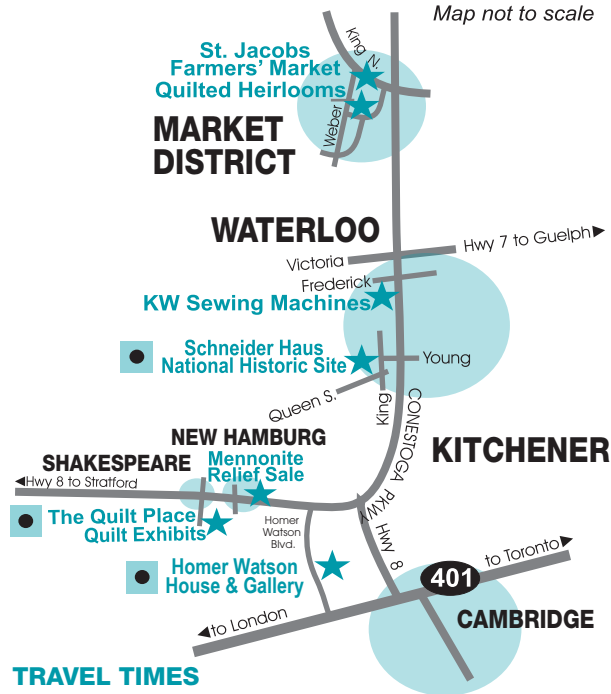 Map not to scale
King N.
St. Jacobs
Farmers' Market
Quilted Heirlooms
Weber
MARKET
DISTRICT
WATERLOO
Hwy 7 to Guelph
Victoria
Frederick
KW Sewing Machines
Schneider Haus
National Historic Site
Young
Queen S.
King
CONESTOGA PKWY
KITCHENER
NEW HAMBURG
SHAKESPEARE
Mennonite
Relief Sale
Hwy 8 to Stratford
The Quilt Place
Quilt Exhibits
Homer
Watson
Blvd.
Hwy 8
Homer Watson
House & Gallery
401
to Toronto
to London
CAMBRIDGE
TRAVEL TIMES